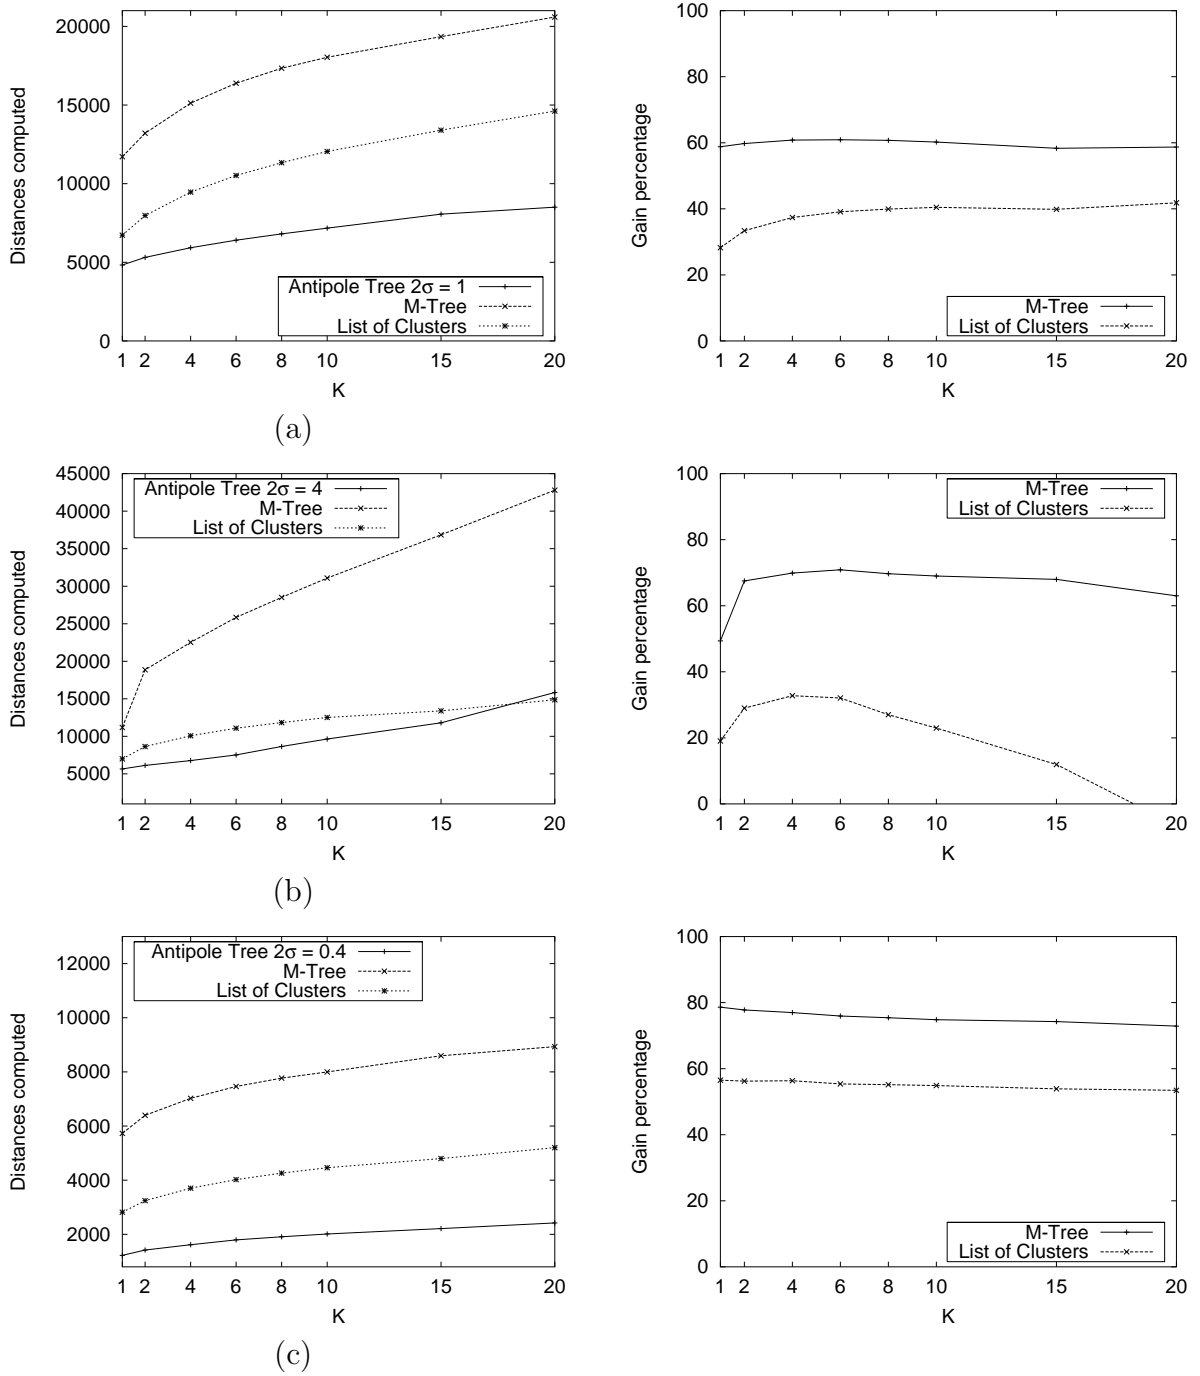 20000
15000
10000
5000
0
Distances computed
1 2 4 6 8 10 15 20
K
Antipole Tree 2σ = 1
M-Tree
List of Clusters
100
80
60
40
20
0
Gain percentage
1 2 4 6 8 10 15 20
K
M-Tree
List of Clusters
(a)
45000
40000
35000
30000
25000
20000
15000
10000
5000
Distances computed
1 2 4 6 8 10 15 20
K
Antipole Tree 2σ = 4
M-Tree
List of Clusters
100
80
60
40
20
0
Gain percentage
1 2 4 6 8 10 15 20
K
M-Tree
List of Clusters
(b)
12000
10000
8000
6000
4000
2000
Distances computed
1 2 4 6 8 10 15 20
K
Antipole Tree 2σ = 0.4
M-Tree
List of Clusters
100
80
60
40
20
0
Gain percentage
1 2 4 6 8 10 15 20
K
M-Tree
List of Clusters
(c)